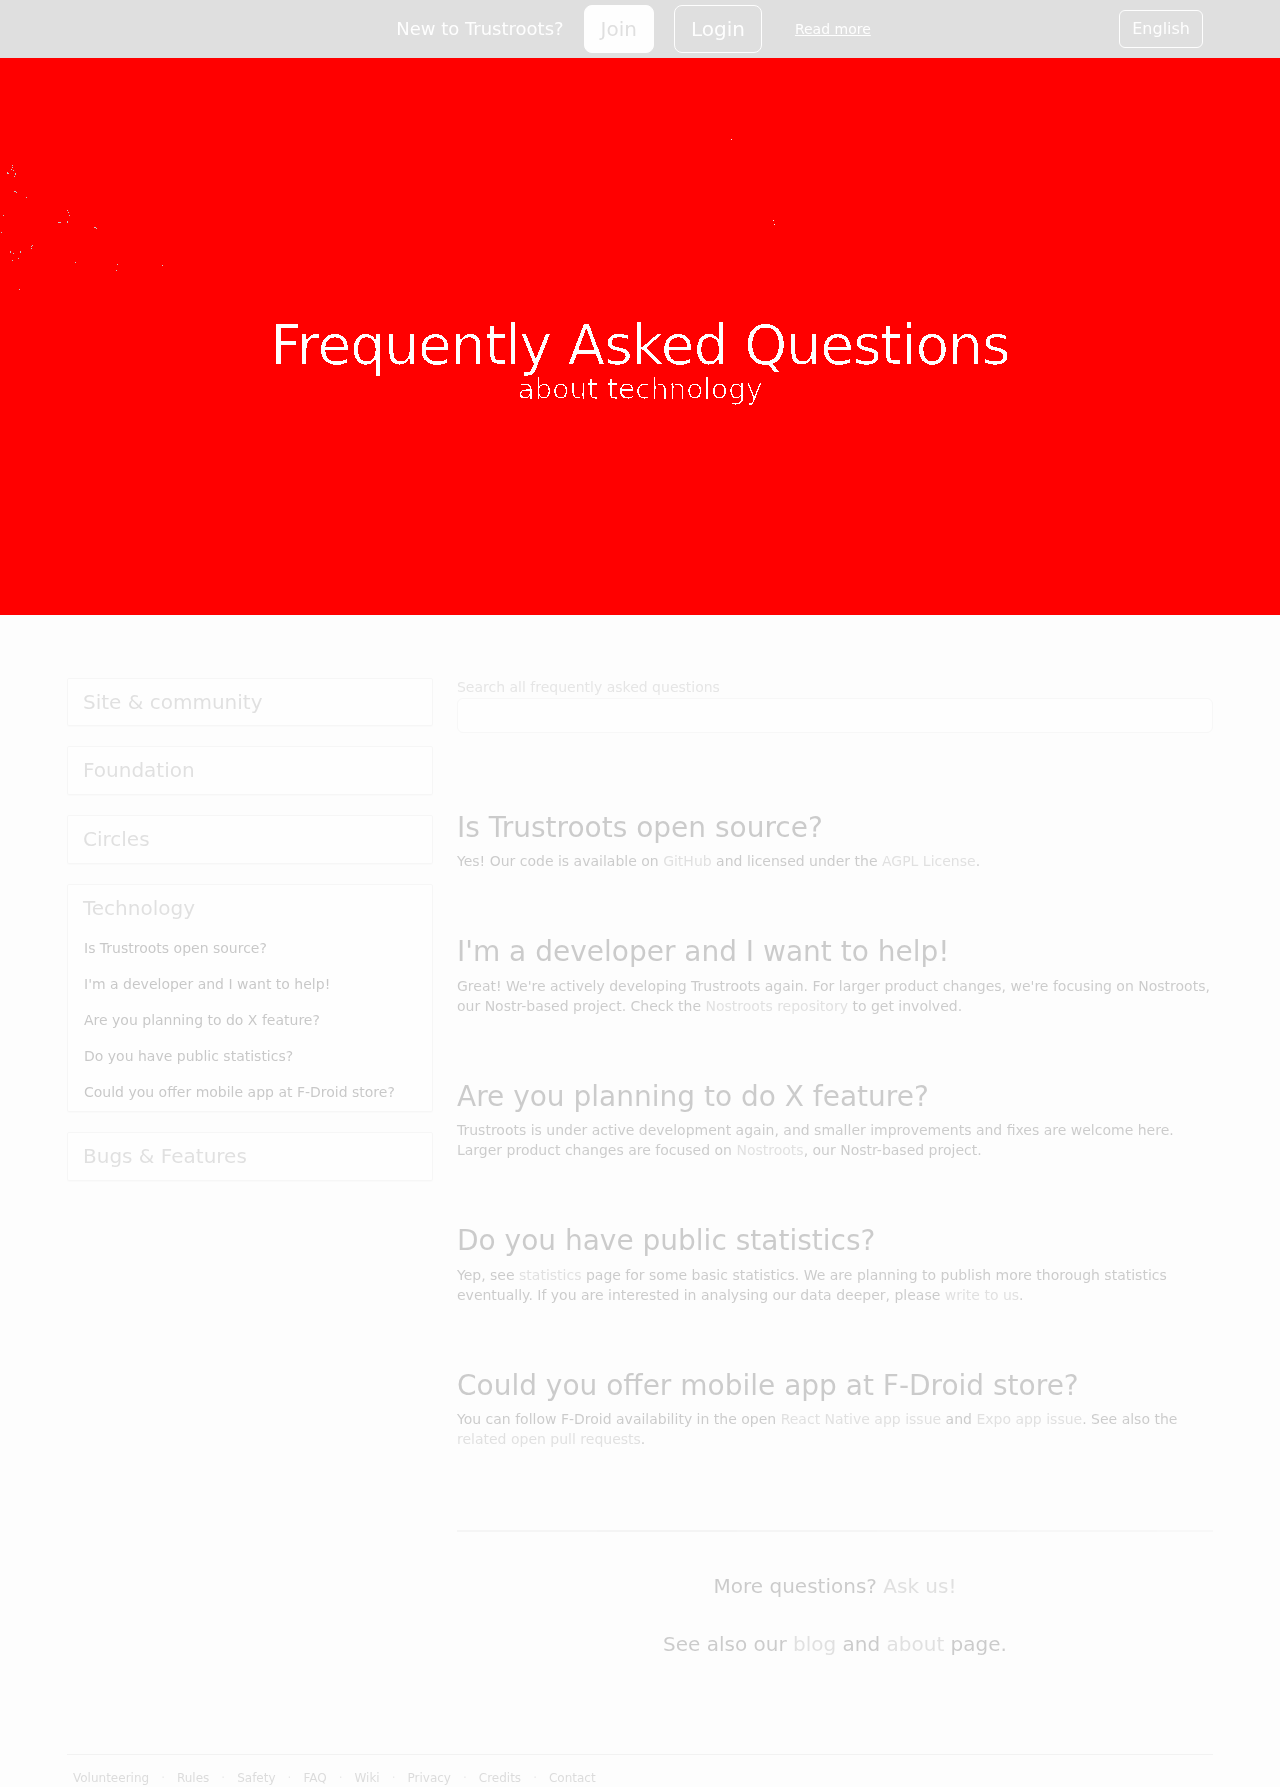 New to Trustroots? Join Login Read more English
Frequently Asked Questions
about technology
Site & community
Foundation
Circles
Technology
Is Trustroots open source?
I'm a developer and I want to help!
Are you planning to do X feature?
Do you have public statistics?
Could you offer mobile app at F-Droid store?
Bugs & Features
Search all frequently asked questions
Is Trustroots open source?
Yes! Our code is available on GitHub and licensed under the AGPL License.
I'm a developer and I want to help!
Great! We're actively developing Trustroots again. For larger product changes, we're focusing on Nostroots,
our Nostr-based project. Check the Nostroots repository to get involved.
Are you planning to do X feature?
Trustroots is under active development again, and smaller improvements and fixes are welcome here.
Larger product changes are focused on Nostroots, our Nostr-based project.
Do you have public statistics?
Yep, see statistics page for some basic statistics. We are planning to publish more thorough statistics
eventually. If you are interested in analysing our data deeper, please write to us.
Could you offer mobile app at F-Droid store?
You can follow F-Droid availability in the open React Native app issue and Expo app issue. See also the
related open pull requests.
More questions? Ask us!
See also our blog and about page.
Volunteering · Rules · Safety · FAQ · Wiki · Privacy · Credits · Contact